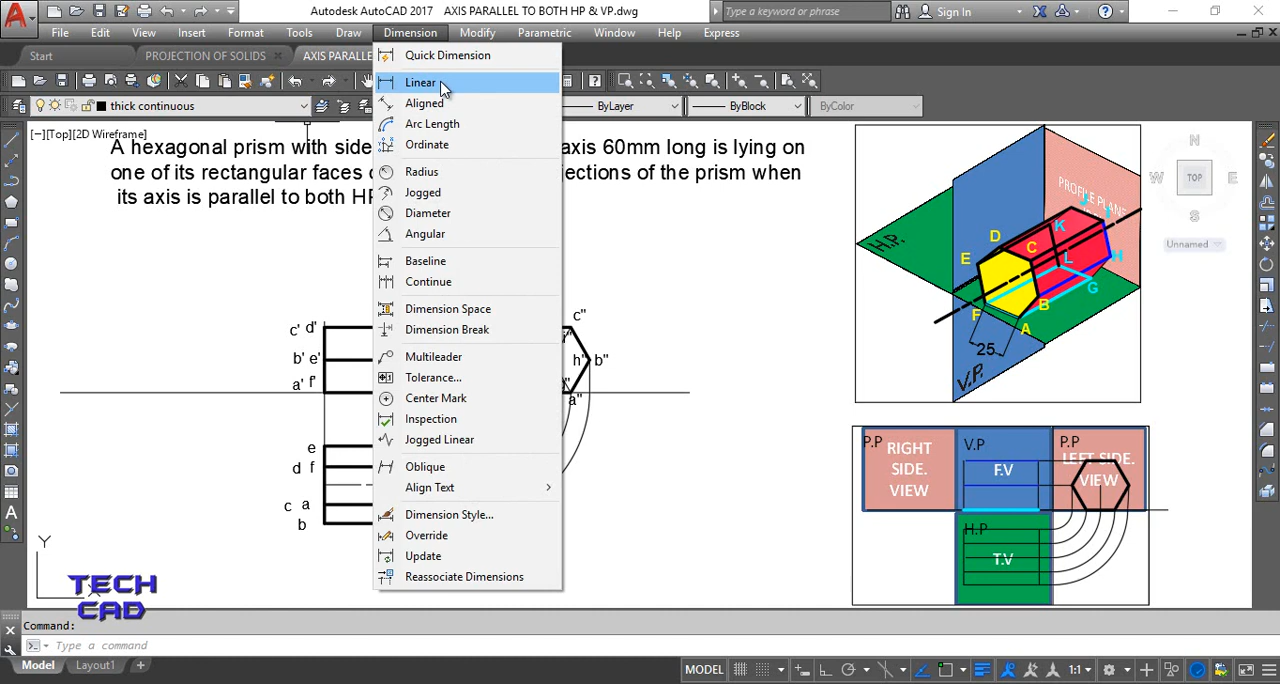 Autodesk AutoCAD 2017 AXIS PARALLEL TO BOTH HP & VP.dwg
Type a keyword or phrase
Sign In
File Edit View Insert Format Tools Draw Dimension Modify Parametric Window Help Express
Start
PROJECTION OF SOLIDS
AXIS PARALLE
thick continuous
ByLayer
ByBlock
ByColor
Quick Dimension
Linear
Aligned
Arc Length
Ordinate
Radius
Jogged
Diameter
Angular
Baseline
Continue
Dimension Space
Dimension Break
Multileader
Tolerance...
Center Mark
Inspection
Jogged Linear
Oblique
Align Text
Dimension Style...
Override
Update
Reassociate Dimensions
[−][Top][2D Wireframe]
A hexagonal prism with side axis 60mm long is lying on
one of its rectangular faces jections of the prism when
its axis is parallel to both HP
c' d'
b' e'
a' f'
e
d f
c a
b
c"
h' b"
a"
H.P.
PROFILE PLANE
D
E
C
K
J
I
L
H
G
B
F
A
25
V.P.
N
W TOP E
S
Unnamed
P.P
RIGHT
SIDE.
VIEW
V.P
F.V
P.P
LEFT SIDE.
VIEW
H.P
T.V
Y
X
TECH
CAD
Command:
Type a command
Model
Layout1
MODEL
1:1